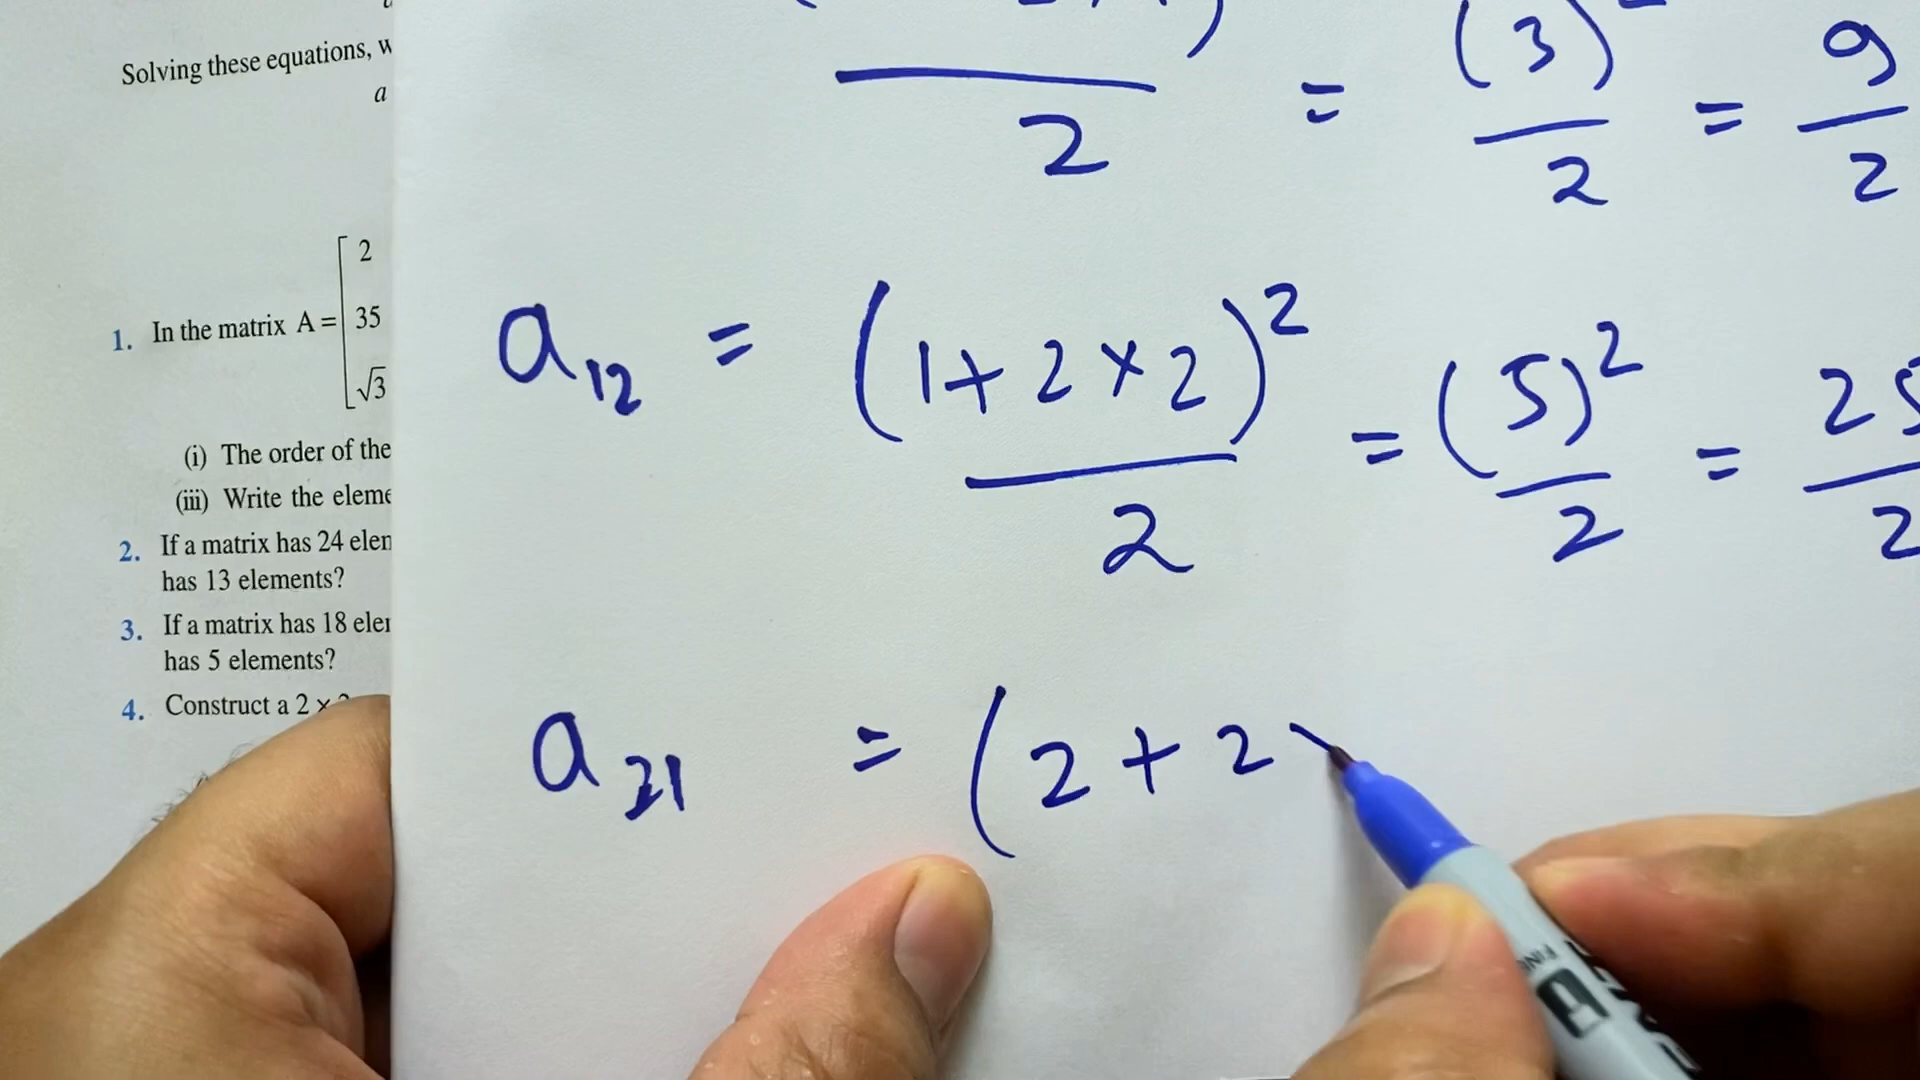 Solving these equations, w
a
1. In the matrix A =
2
35
√3
(i) The order of the
(iii) Write the eleme
2. If a matrix has 24 elen
has 13 elements?
3. If a matrix has 18 eler
has 5 elements?
4. Construct a 2 ×
2 = (3)² / 2 = 9 / 2
a₁₂ = (1 + 2 × 2)² / 2 = (5)² / 2 = 25 / 2
a₂₁ = (2 + 2